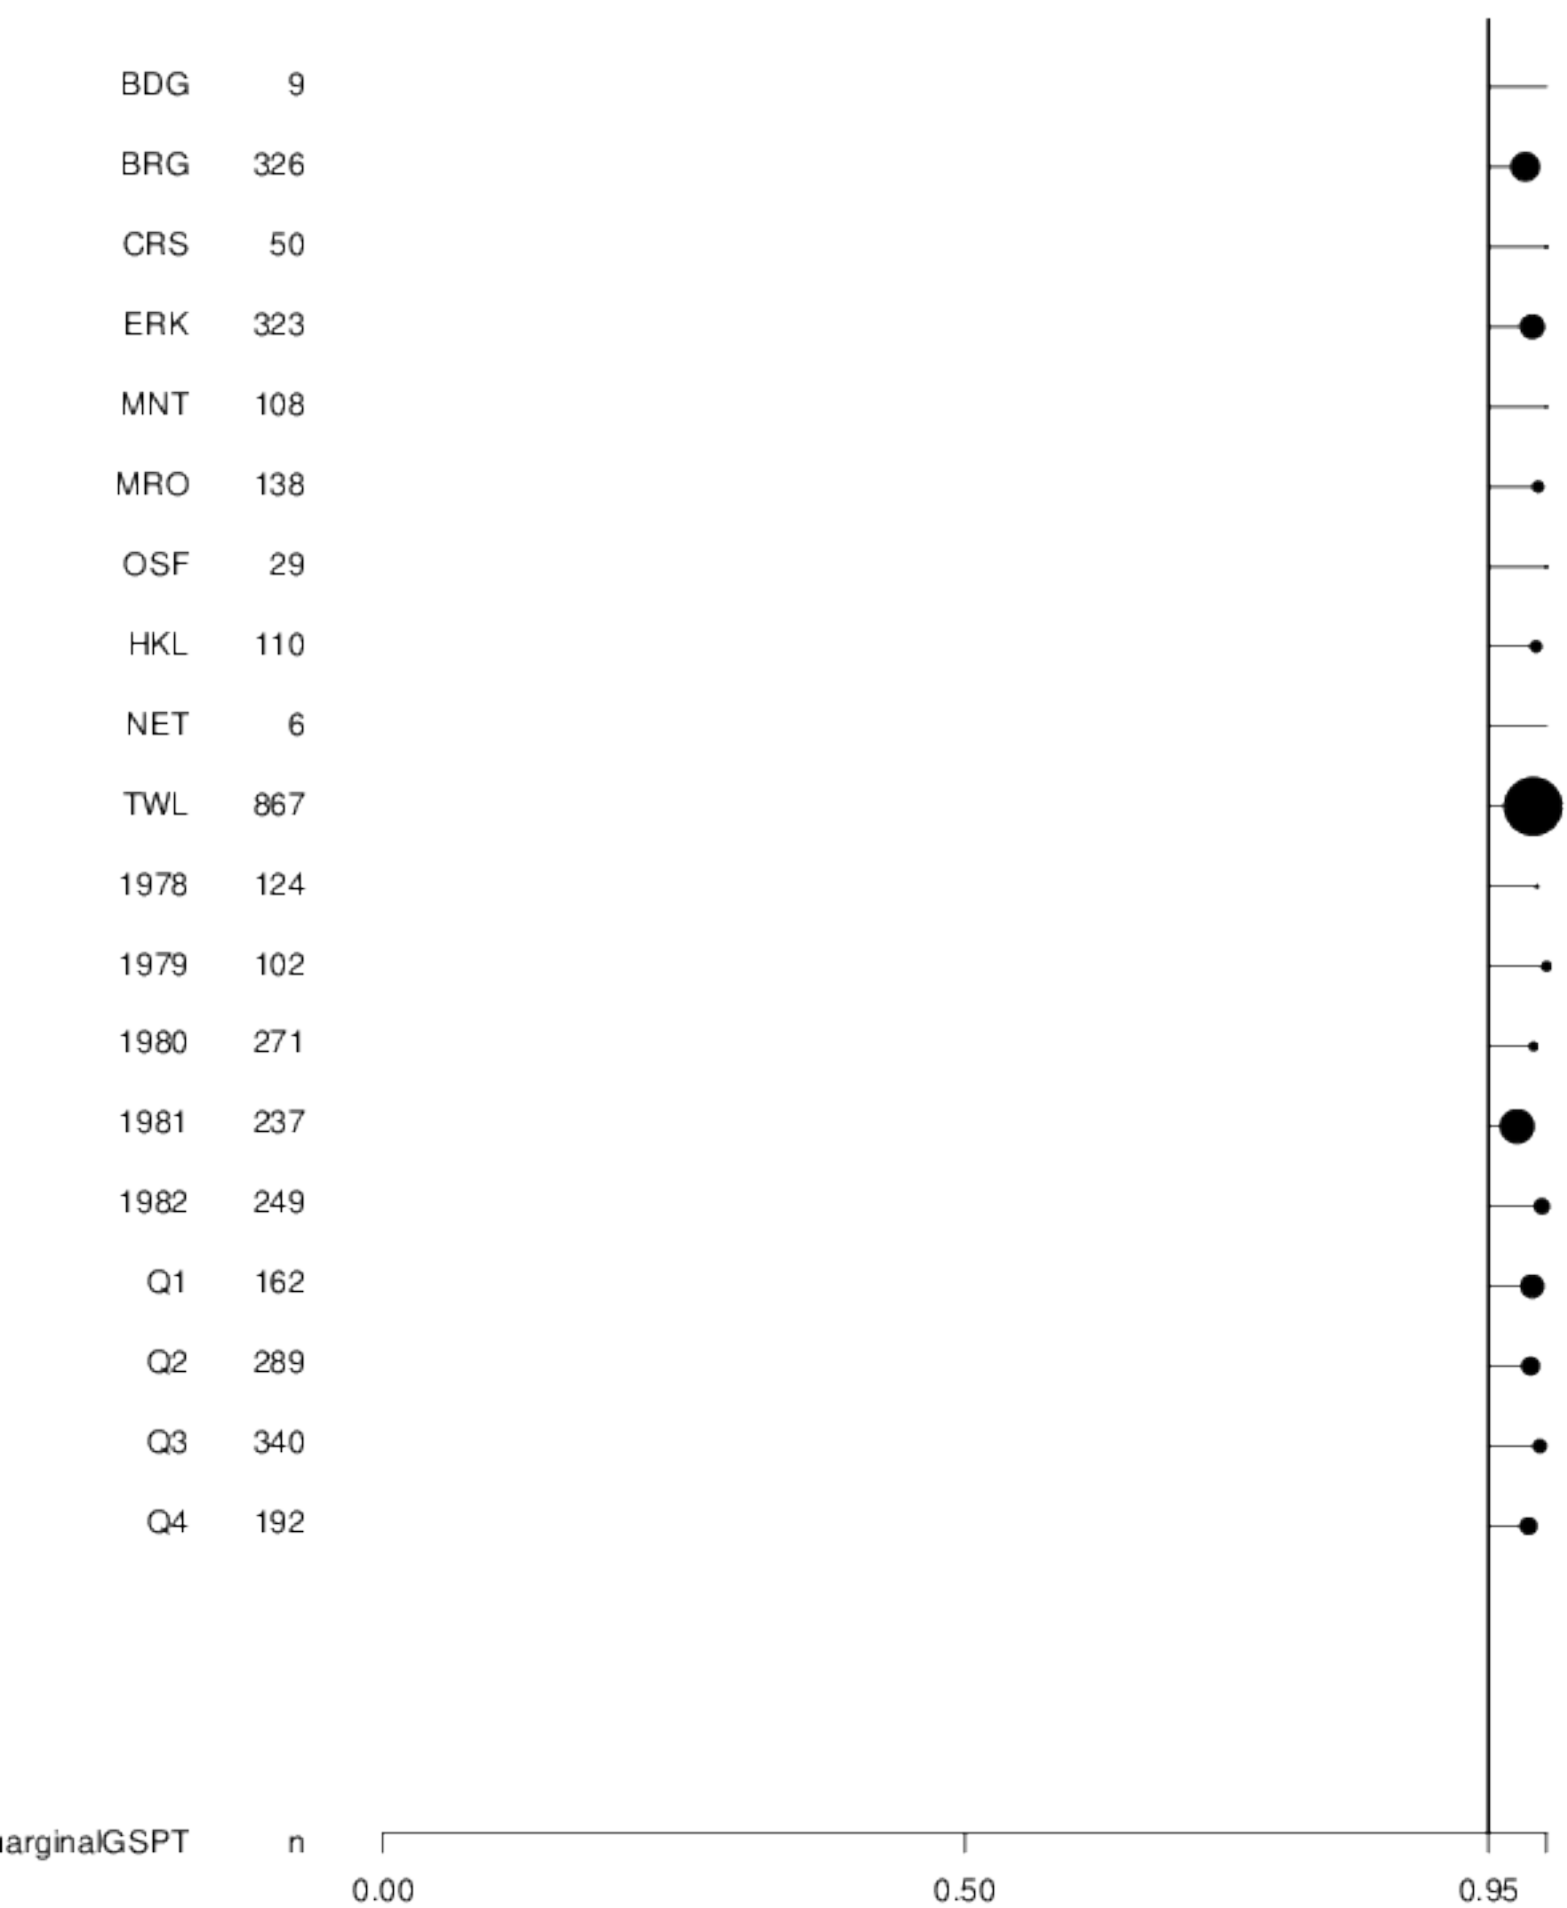 BDG 9
BRG 326
CRS 50
ERK 323
MNT 108
MRO 138
OSF 29
HKL 110
NET 6
TWL 867
1978 124
1979 102
1980 271
1981 237
1982 249
Q1 162
Q2 289
Q3 340
Q4 192
arginalGSPT n
0.00 0.50 0.95